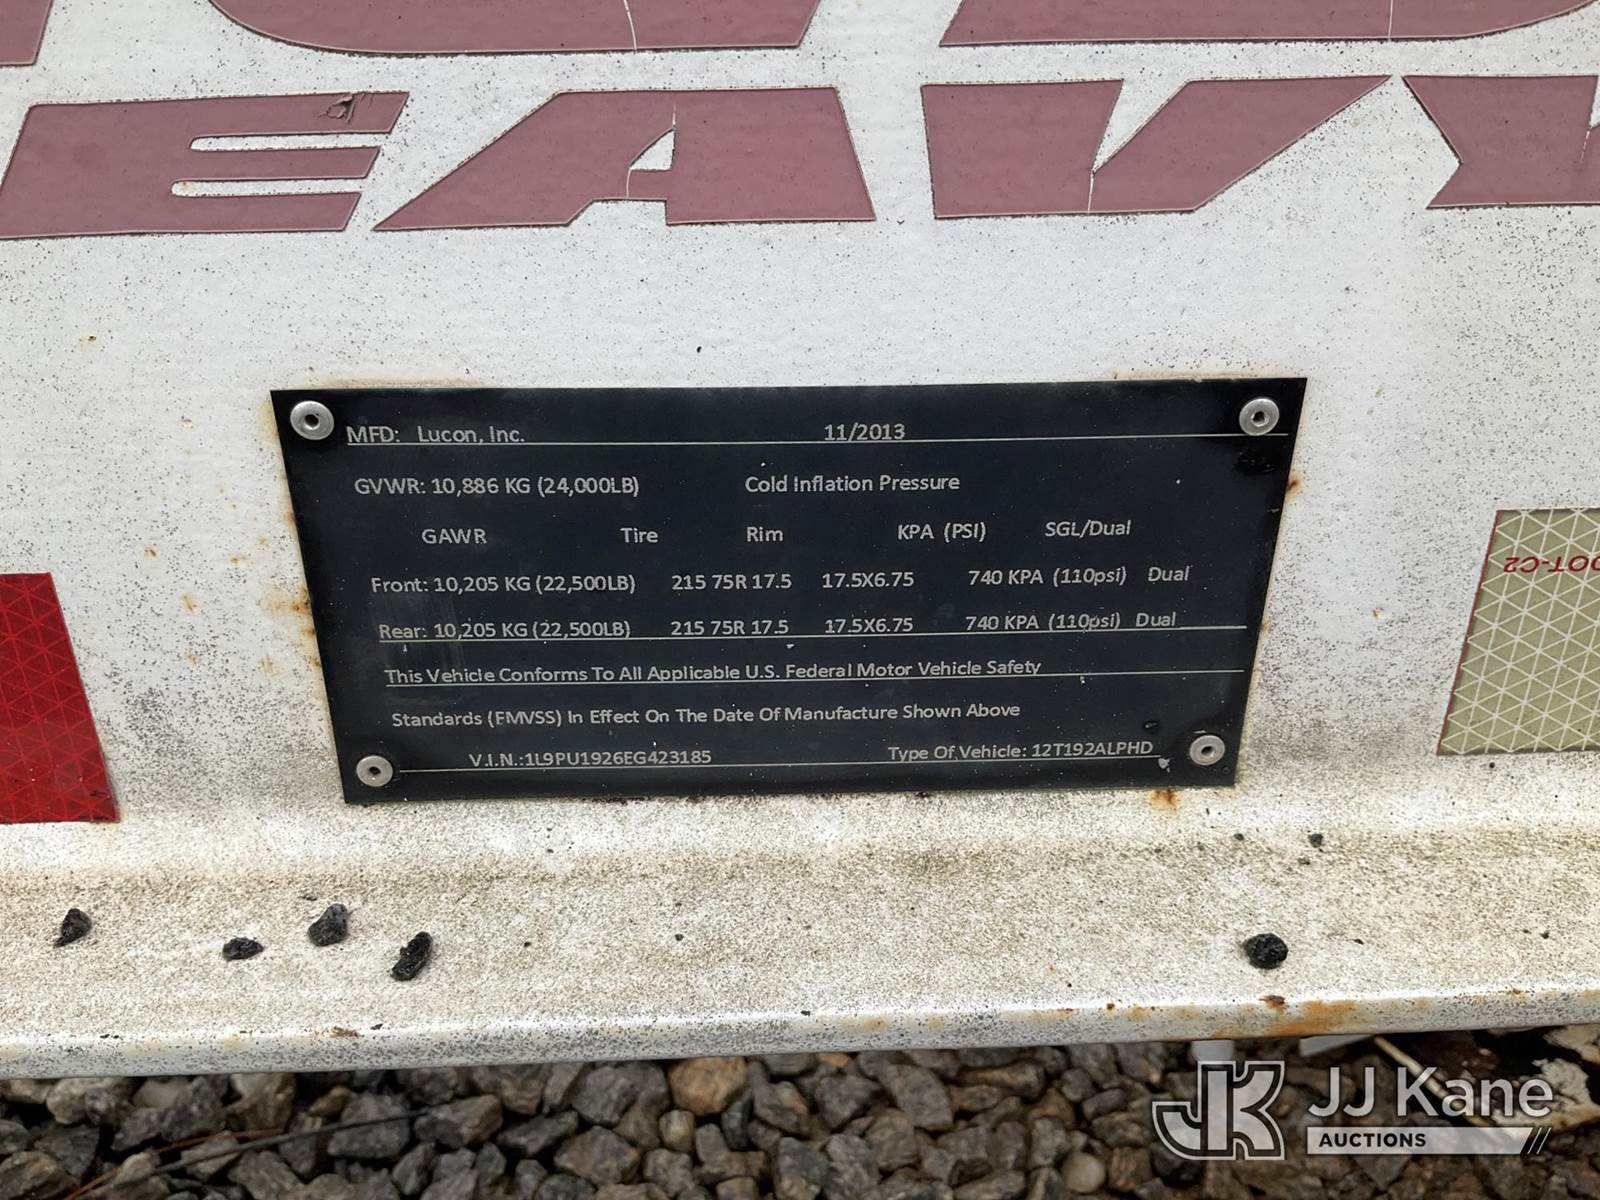 EAV
MFD: Lucon, Inc. 11/2013
GVWR: 10,886 KG (24,000LB) Cold Inflation Pressure
GAWR Tire Rim KPA (PSI) SGL/Dual
Front: 10,205 KG (22,500LB) 215 75R 17.5 17.5X6.75 740 KPA (110psi) Dual
Rear: 10,205 KG (22,500LB) 215 75R 17.5 17.5X6.75 740 KPA (110psi) Dual
This Vehicle Conforms To All Applicable U.S. Federal Motor Vehicle Safety
Standards (FMVSS) In Effect On The Date Of Manufacture Shown Above
V.I.N.:1L9PU1926EG423185 Type Of Vehicle: 12T192ALPHD
DOT-C2
JK JJ Kane
AUCTIONS